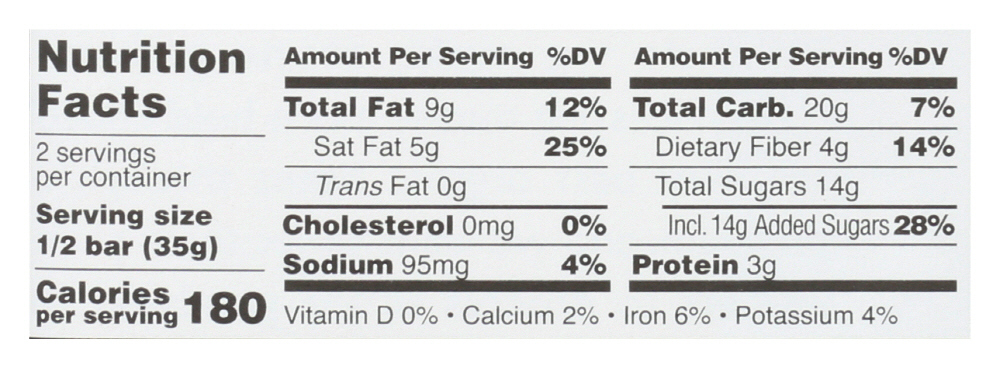 Nutrition
Facts
2 servings
per container
Serving size
1/2 bar (35g)
Calories
per serving 180
Amount Per Serving %DV
Total Fat 9g 12%
Sat Fat 5g 25%
Trans Fat 0g
Cholesterol 0mg 0%
Sodium 95mg 4%
Amount Per Serving %DV
Total Carb. 20g 7%
Dietary Fiber 4g 14%
Total Sugars 14g
Incl. 14g Added Sugars 28%
Protein 3g
Vitamin D 0% • Calcium 2% • Iron 6% • Potassium 4%